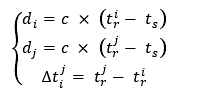 d_i = c × (t_r^i − t_s)
d_j = c × (t_r^j − t_s)
Δt_i^j = t_r^j − t_r^i